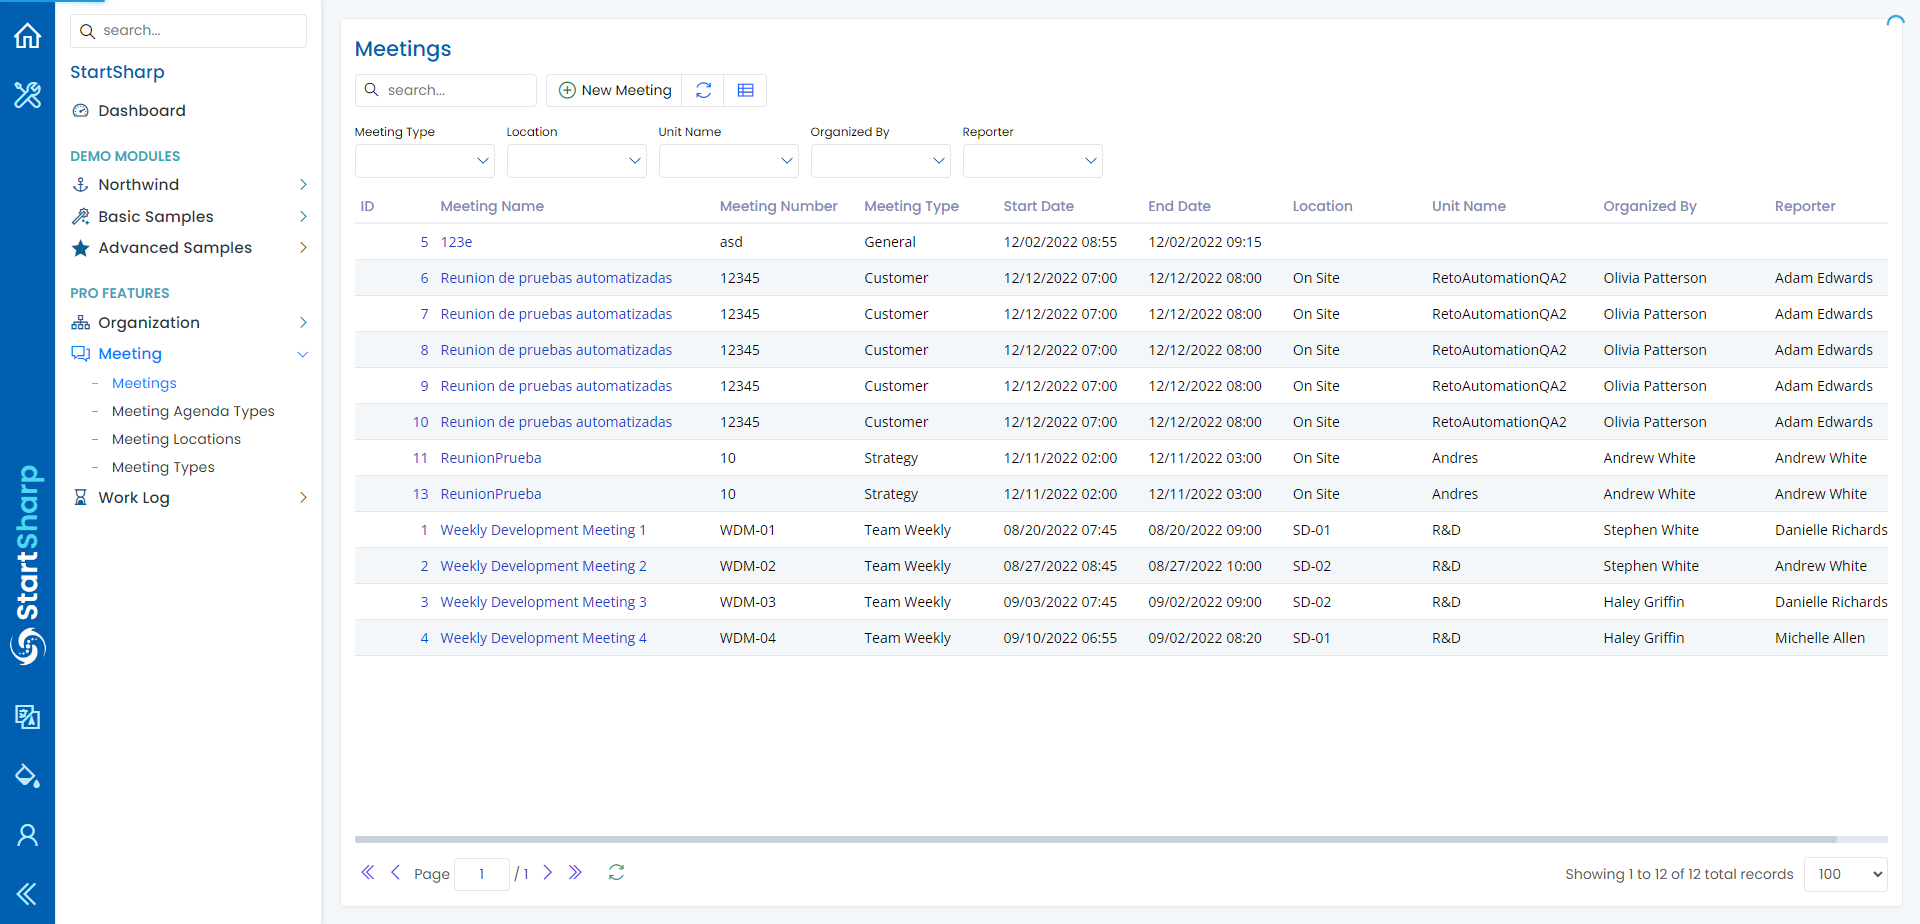 search...
StartSharp
Dashboard
DEMO MODULES
Northwind
Basic Samples
Advanced Samples
PRO FEATURES
Organization
Meeting
- Meetings
- Meeting Agenda Types
- Meeting Locations
- Meeting Types
Work Log
StartSharp
Meetings
search... New Meeting
Meeting Type Location Unit Name Organized By Reporter
ID Meeting Name Meeting Number Meeting Type Start Date End Date Location Unit Name Organized By Reporter
5 123e asd General 12/02/2022 08:55 12/02/2022 09:15
6 Reunion de pruebas automatizadas 12345 Customer 12/12/2022 07:00 12/12/2022 08:00 On Site RetoAutomationQA2 Olivia Patterson Adam Edwards
7 Reunion de pruebas automatizadas 12345 Customer 12/12/2022 07:00 12/12/2022 08:00 On Site RetoAutomationQA2 Olivia Patterson Adam Edwards
8 Reunion de pruebas automatizadas 12345 Customer 12/12/2022 07:00 12/12/2022 08:00 On Site RetoAutomationQA2 Olivia Patterson Adam Edwards
9 Reunion de pruebas automatizadas 12345 Customer 12/12/2022 07:00 12/12/2022 08:00 On Site RetoAutomationQA2 Olivia Patterson Adam Edwards
10 Reunion de pruebas automatizadas 12345 Customer 12/12/2022 07:00 12/12/2022 08:00 On Site RetoAutomationQA2 Olivia Patterson Adam Edwards
11 ReunionPrueba 10 Strategy 12/11/2022 02:00 12/11/2022 03:00 On Site Andres Andrew White Andrew White
13 ReunionPrueba 10 Strategy 12/11/2022 02:00 12/11/2022 03:00 On Site Andres Andrew White Andrew White
1 Weekly Development Meeting 1 WDM-01 Team Weekly 08/20/2022 07:45 08/20/2022 09:00 SD-01 R&D Stephen White Danielle Richards
2 Weekly Development Meeting 2 WDM-02 Team Weekly 08/27/2022 08:45 08/27/2022 10:00 SD-02 R&D Stephen White Andrew White
3 Weekly Development Meeting 3 WDM-03 Team Weekly 09/03/2022 07:45 09/02/2022 09:00 SD-02 R&D Haley Griffin Danielle Richards
4 Weekly Development Meeting 4 WDM-04 Team Weekly 09/10/2022 06:55 09/02/2022 08:20 SD-01 R&D Haley Griffin Michelle Allen
Page 1 / 1 Showing 1 to 12 of 12 total records 100